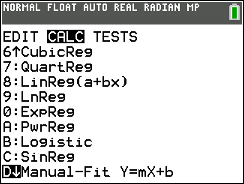 NORMAL FLOAT AUTO REAL RADIAN MP
EDIT CALC TESTS
6↑CubicReg
7:QuartReg
8:LinReg(a+bx)
9:LnReg
0:ExpReg
A:PwrReg
B:Logistic
C:SinReg
D↓Manual-Fit Y=mX+b